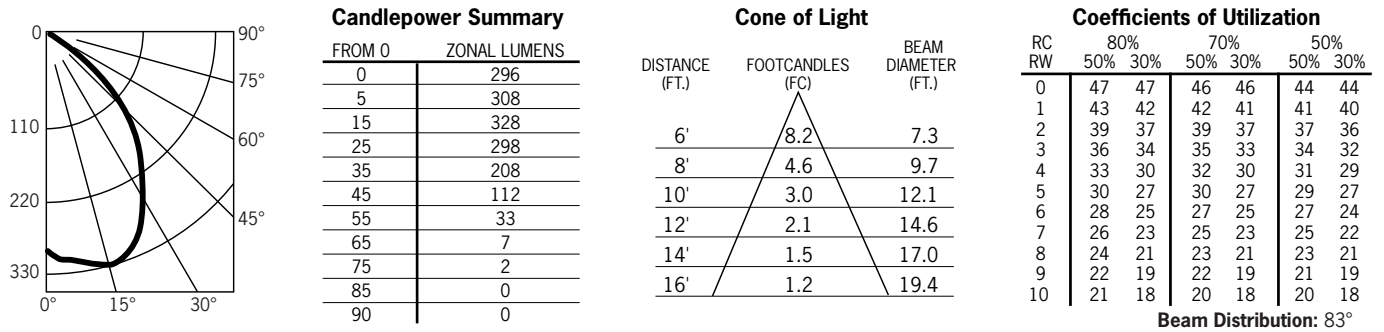 0
110
220
330
0°
15°
30°
45°
60°
75°
90°
Candlepower Summary
FROM 0 ZONAL LUMENS
0 296
5 308
15 328
25 298
35 208
45 112
55 33
65 7
75 2
85 0
90 0
Cone of Light
DISTANCE (FT.) FOOTCANDLES (FC) BEAM DIAMETER (FT.)
6' 8.2 7.3
8' 4.6 9.7
10' 3.0 12.1
12' 2.1 14.6
14' 1.5 17.0
16' 1.2 19.4
Coefficients of Utilization
RC 80% 70% 50%
RW 50% 30% 50% 30% 50% 30%
0 47 47 46 46 44 44
1 43 42 42 41 41 40
2 39 37 39 37 37 36
3 36 34 35 33 34 32
4 33 30 32 30 31 29
5 30 27 30 27 29 27
6 28 25 27 25 27 24
7 26 23 25 23 25 22
8 24 21 23 21 23 21
9 22 19 22 19 21 19
10 21 18 20 18 20 18
Beam Distribution: 83°